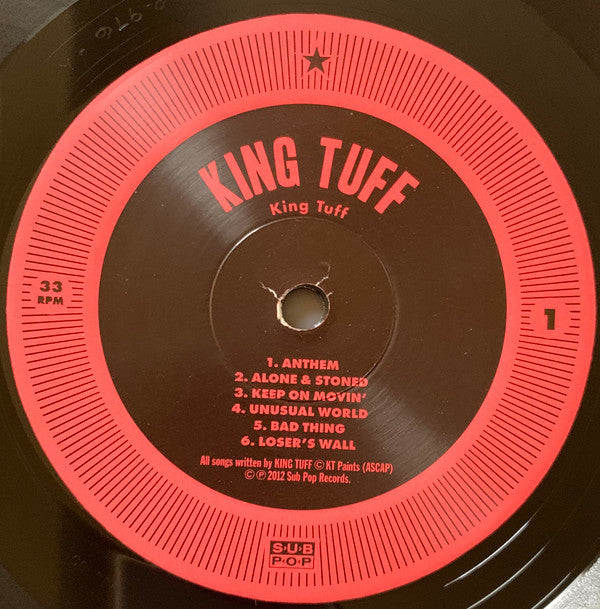 KING TUFF
King Tuff
33
RPM
1
1. ANTHEM
2. ALONE & STONED
3. KEEP ON MOVIN'
4. UNUSUAL WORLD
5. BAD THING
6. LOSER'S WALL
All songs written by KING TUFF © KT Paints (ASCAP)
© ℗ 2012 Sub Pop Records.
S·U·B
P·O·P